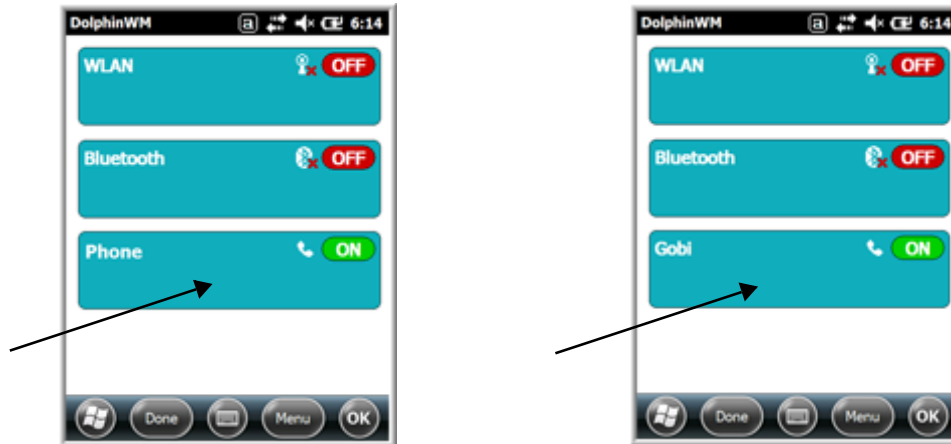 DolphinWM a 6:14
WLAN OFF
Bluetooth OFF
Phone ON
Done Menu OK
DolphinWM a 6:14
WLAN OFF
Bluetooth OFF
Gobi ON
Done Menu OK